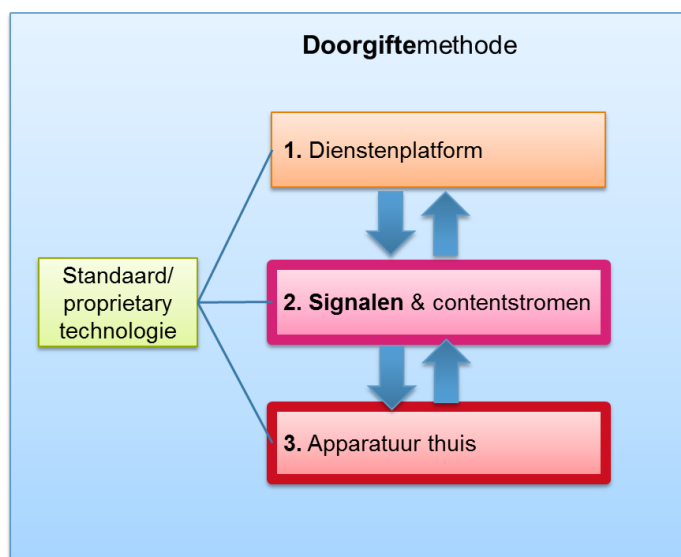 Doorgiftemethode
1. Dienstenplatform
Standaard/
proprietary
technologie
2. Signalen & contentstromen
3. Apparatuur thuis